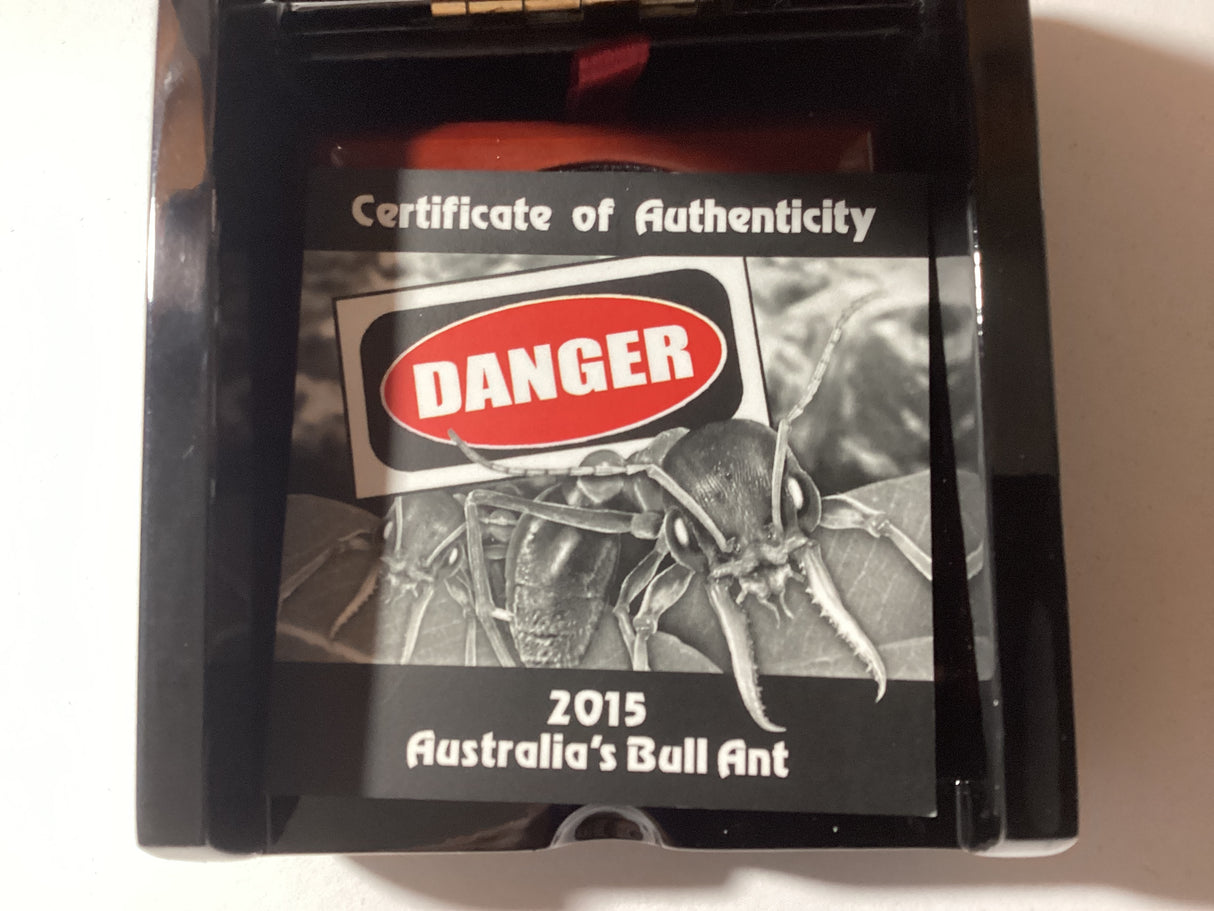 Certificate of Authenticity
DANGER
2015
Australia's Bull Ant